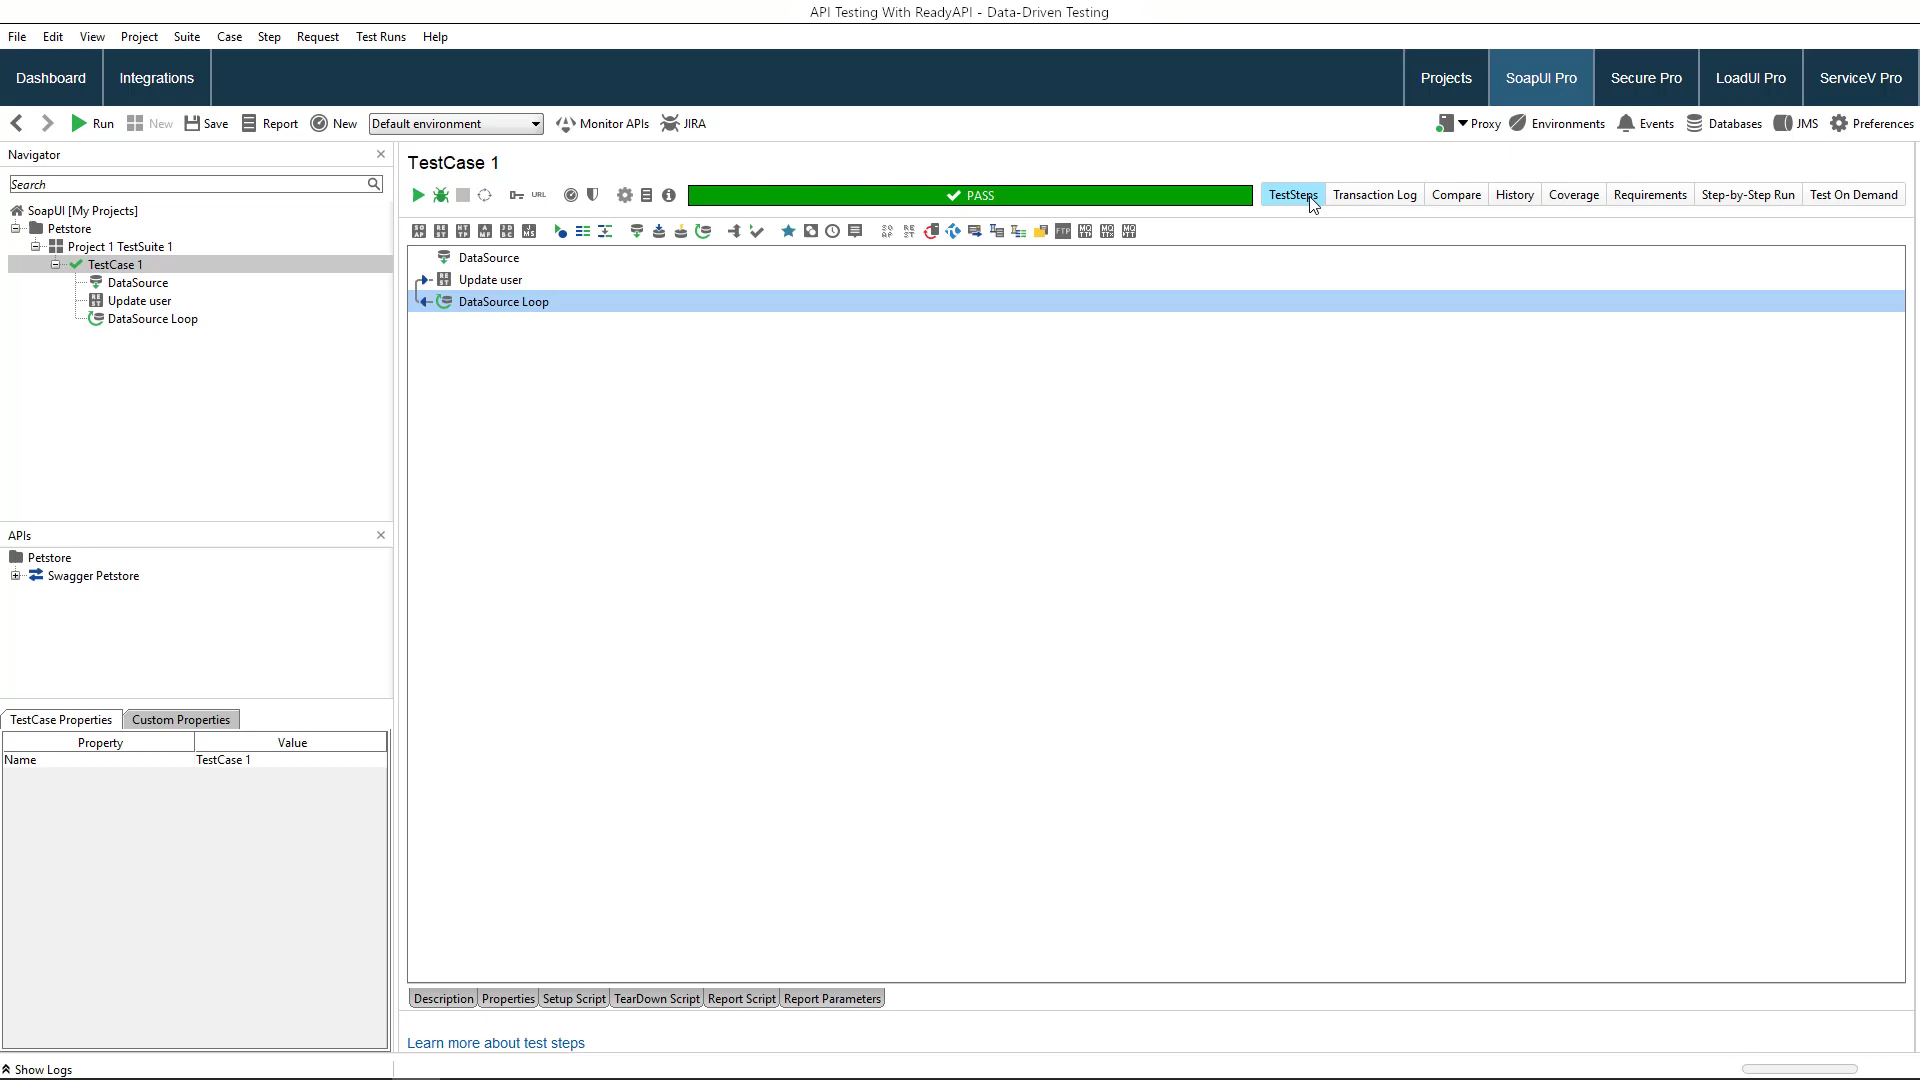 API Testing With ReadyAPI - Data-Driven Testing
File Edit View Project Suite Case Step Request Test Runs Help
Dashboard Integrations Projects SoapUI Pro Secure Pro LoadUI Pro ServiceV Pro
Run New Save Report New Default environment Monitor APIs JIRA Proxy Environments Events Databases JMS Preferences
Navigator
Search
SoapUI [My Projects]
Petstore
Project 1 TestSuite 1
TestCase 1
DataSource
Update user
DataSource Loop
APIs
Petstore
Swagger Petstore
TestCase Properties Custom Properties
Property Value
Name TestCase 1
Show Logs
TestCase 1
URL PASS TestSteps Transaction Log Compare History Coverage Requirements Step-by-Step Run Test On Demand
DataSource
Update user
DataSource Loop
Description Properties Setup Script TearDown Script Report Script Report Parameters
Learn more about test steps